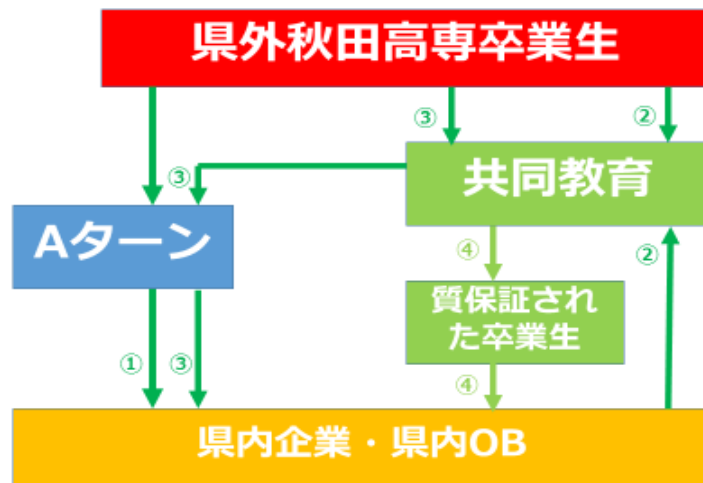 県外秋田高専卒業生
③
②
共同教育
③
Aターン
④
②
質保証され
た卒業生
①
③
④
県内企業・県内OB